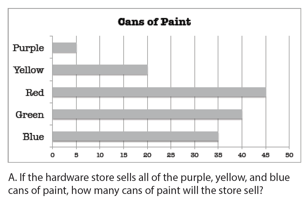 Cans of Paint
Purple
Yellow
Red
Green
Blue
0 5 10 15 20 25 30 35 40 45 50
A. If the hardware store sells all of the purple, yellow, and blue
cans of paint, how many cans of paint will the store sell?